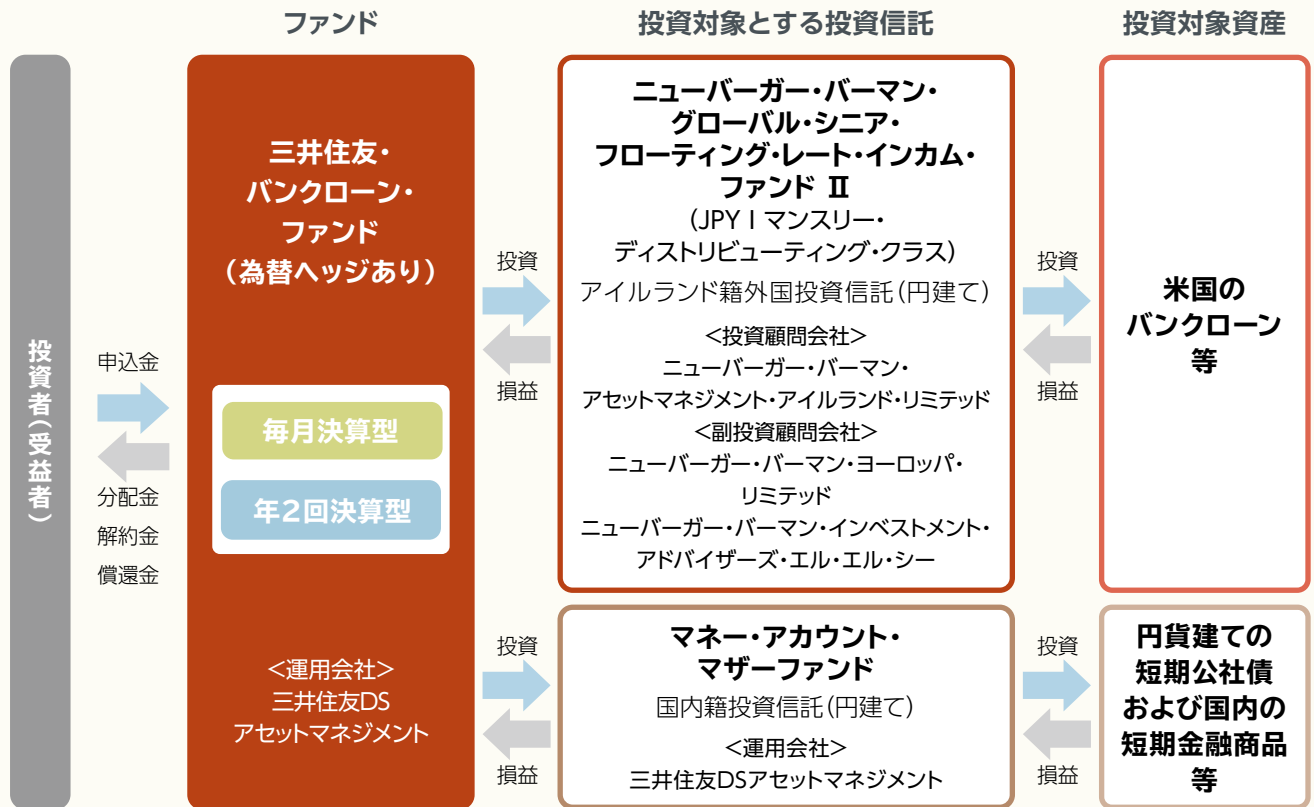 ファンド
投資対象とする投資信託
投資対象資産
投資者(受益者)
申込金
分配金
解約金
償還金
三井住友・
バンクローン・
ファンド
(為替ヘッジあり)
毎月決算型
年2回決算型
<運用会社>
三井住友DS
アセットマネジメント
投資
損益
ニューバーガー・バーマン・
グローバル・シニア・
フローティング・レート・インカム・
ファンド Ⅱ
(JPY I マンスリー・
ディストリビューティング・クラス)
アイルランド籍外国投資信託(円建て)
<投資顧問会社>
ニューバーガー・バーマン・
アセットマネジメント・アイルランド・リミテッド
<副投資顧問会社>
ニューバーガー・バーマン・ヨーロッパ・
リミテッド
ニューバーガー・バーマン・インベストメント・
アドバイザーズ・エル・エル・シー
投資
損益
米国の
バンクローン
等
投資
損益
マネー・アカウント・
マザーファンド
国内籍投資信託(円建て)
<運用会社>
三井住友DSアセットマネジメント
投資
損益
円貨建ての
短期公社債
および国内の
短期金融商品
等